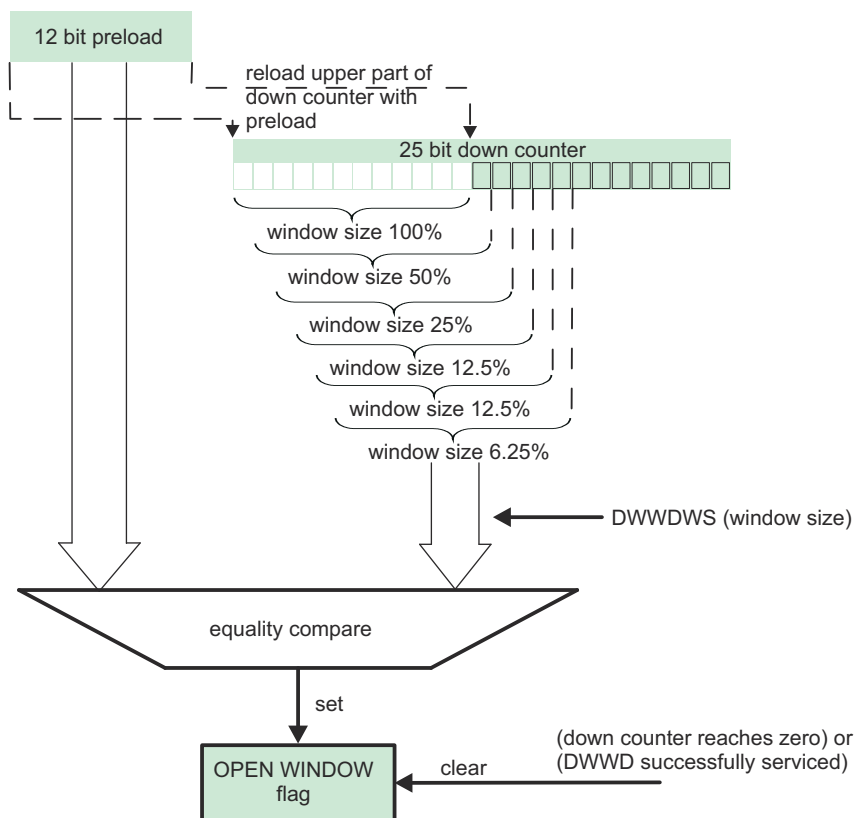 12 bit preload
reload upper part of
down counter with
preload
25 bit down counter
window size 100%
window size 50%
window size 25%
window size 12.5%
window size 12.5%
window size 6.25%
DWWDWS (window size)
equality compare
set
(down counter reaches zero) or
(DWWD successfully serviced)
clear
OPEN WINDOW
flag